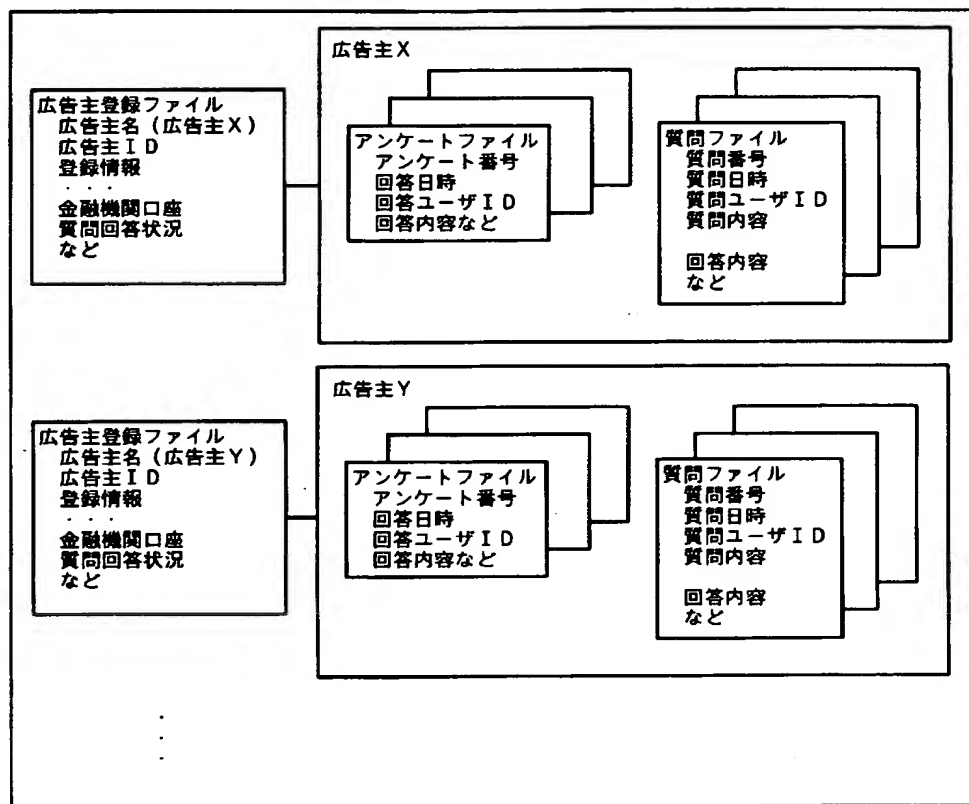 広告主登録ファイル
広告主名（広告主X）
広告主ID
登録情報
・・・
金融機関口座
質問回答状況
など
広告主X
アンケートファイル
アンケート番号
回答日時
回答ユーザID
回答内容など
質問ファイル
質問番号
質問日時
質問ユーザID
質問内容
回答内容
など
広告主登録ファイル
広告主名（広告主Y）
広告主ID
登録情報
・・・
金融機関口座
質問回答状況
など
広告主Y
アンケートファイル
アンケート番号
回答日時
回答ユーザID
回答内容など
質問ファイル
質問番号
質問日時
質問ユーザID
質問内容
回答内容
など
・
・
・